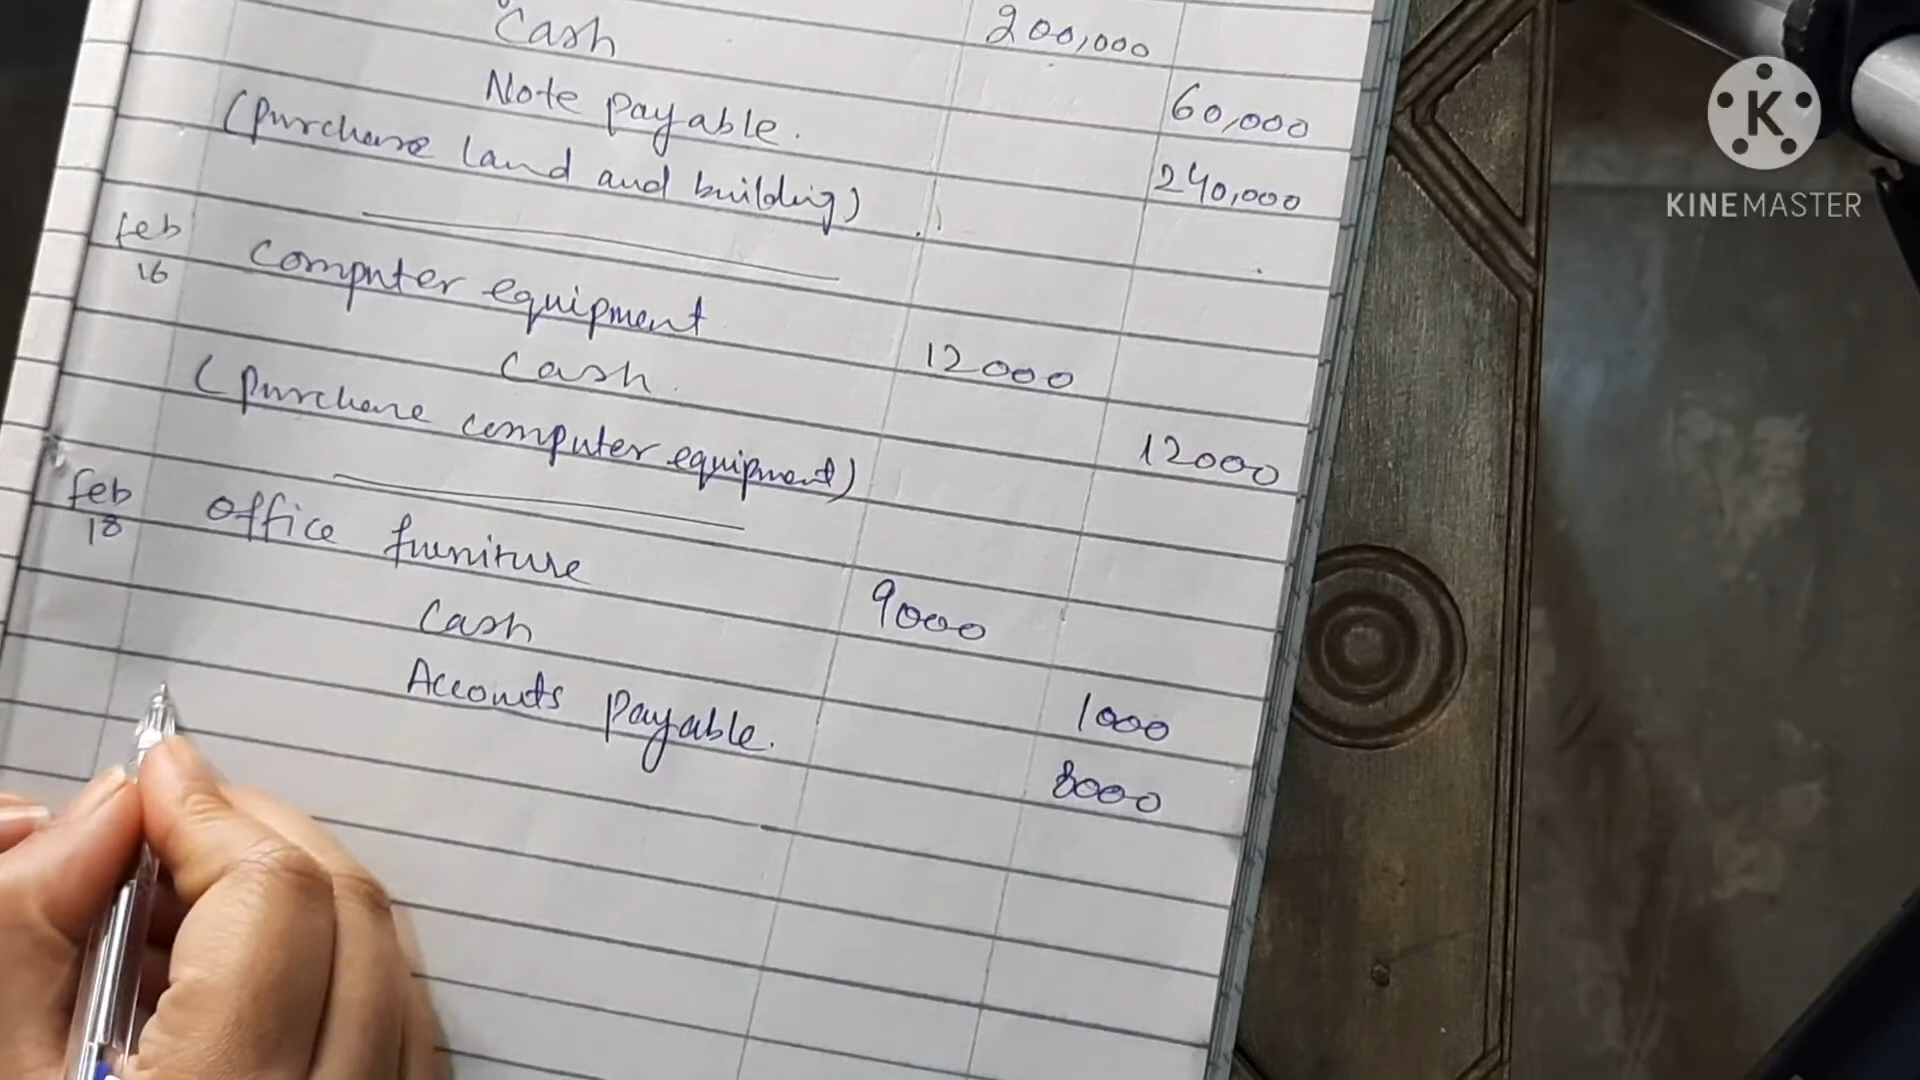 Cash 200,000
Note payable. 60,000
(purchase land and building) 240,000
feb 16 Computer equipment 12000
Cash. 12000
(purchase computer equipment)
feb 18 office furniture 9000
Cash 1000
Accounts payable. 8000
K
KINEMASTER